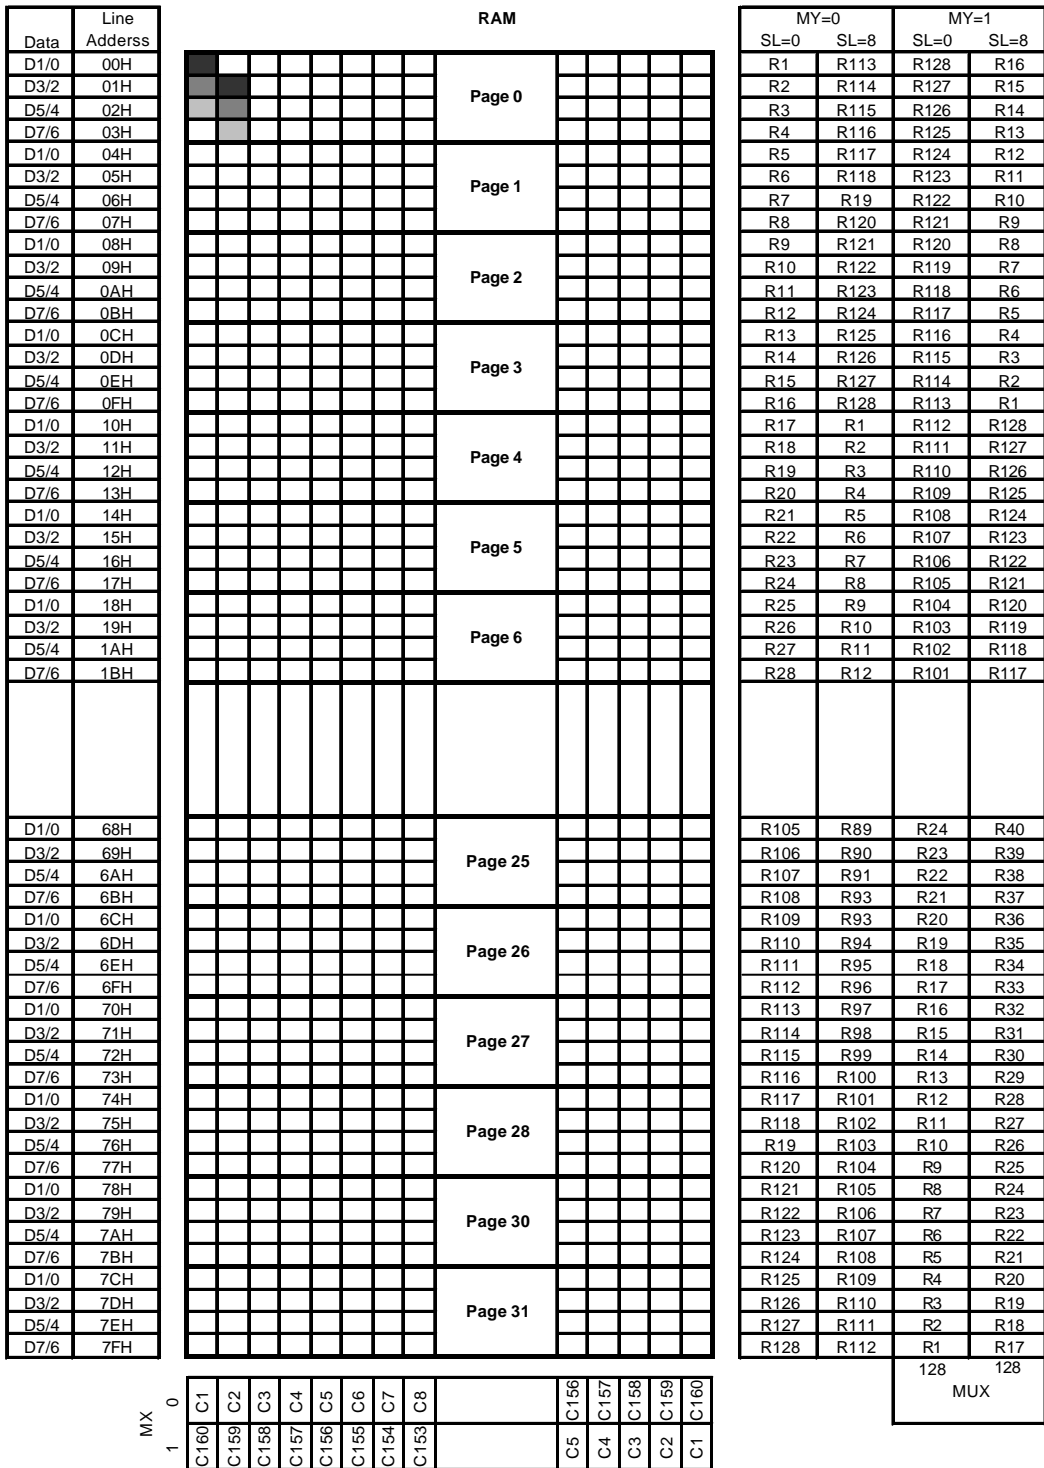 Line RAM MY=0 MY=1
Data Adderss SL=0 SL=8 SL=0 SL=8
D1/0 00H R1 R113 R128 R16
D3/2 01H R2 R114 R127 R15
Page 0
D5/4 02H R3 R115 R126 R14
D7/6 03H R4 R116 R125 R13
D1/0 04H R5 R117 R124 R12
D3/2 05H R6 R118 R123 R11
Page 1
D5/4 06H R7 R19 R122 R10
D7/6 07H R8 R120 R121 R9
D1/0 08H R9 R121 R120 R8
D3/2 09H R10 R122 R119 R7
Page 2
D5/4 0AH R11 R123 R118 R6
D7/6 0BH R12 R124 R117 R5
D1/0 0CH R13 R125 R116 R4
D3/2 0DH R14 R126 R115 R3
Page 3
D5/4 0EH R15 R127 R114 R2
D7/6 0FH R16 R128 R113 R1
D1/0 10H R17 R1 R112 R128
D3/2 11H R18 R2 R111 R127
Page 4
D5/4 12H R19 R3 R110 R126
D7/6 13H R20 R4 R109 R125
D1/0 14H R21 R5 R108 R124
D3/2 15H R22 R6 R107 R123
Page 5
D5/4 16H R23 R7 R106 R122
D7/6 17H R24 R8 R105 R121
D1/0 18H R25 R9 R104 R120
D3/2 19H R26 R10 R103 R119
Page 6
D5/4 1AH R27 R11 R102 R118
D7/6 1BH R28 R12 R101 R117
D1/0 68H R105 R89 R24 R40
D3/2 69H R106 R90 R23 R39
Page 25
D5/4 6AH R107 R91 R22 R38
D7/6 6BH R108 R93 R21 R37
D1/0 6CH R109 R93 R20 R36
D3/2 6DH R110 R94 R19 R35
Page 26
D5/4 6EH R111 R95 R18 R34
D7/6 6FH R112 R96 R17 R33
D1/0 70H R113 R97 R16 R32
D3/2 71H R114 R98 R15 R31
Page 27
D5/4 72H R115 R99 R14 R30
D7/6 73H R116 R100 R13 R29
D1/0 74H R117 R101 R12 R28
D3/2 75H R118 R102 R11 R27
Page 28
D5/4 76H R19 R103 R10 R26
D7/6 77H R120 R104 R9 R25
D1/0 78H R121 R105 R8 R24
D3/2 79H R122 R106 R7 R23
Page 30
D5/4 7AH R123 R107 R6 R22
D7/6 7BH R124 R108 R5 R21
D1/0 7CH R125 R109 R4 R20
D3/2 7DH R126 R110 R3 R19
Page 31
D5/4 7EH R127 R111 R2 R18
D7/6 7FH R128 R112 R1 R17
128 128
MUX
MX
0 C1 C2 C3 C4 C5 C6 C7 C8 C156 C157 C158 C159 C160
1 C160 C159 C158 C157 C156 C155 C154 C153 C5 C4 C3 C2 C1